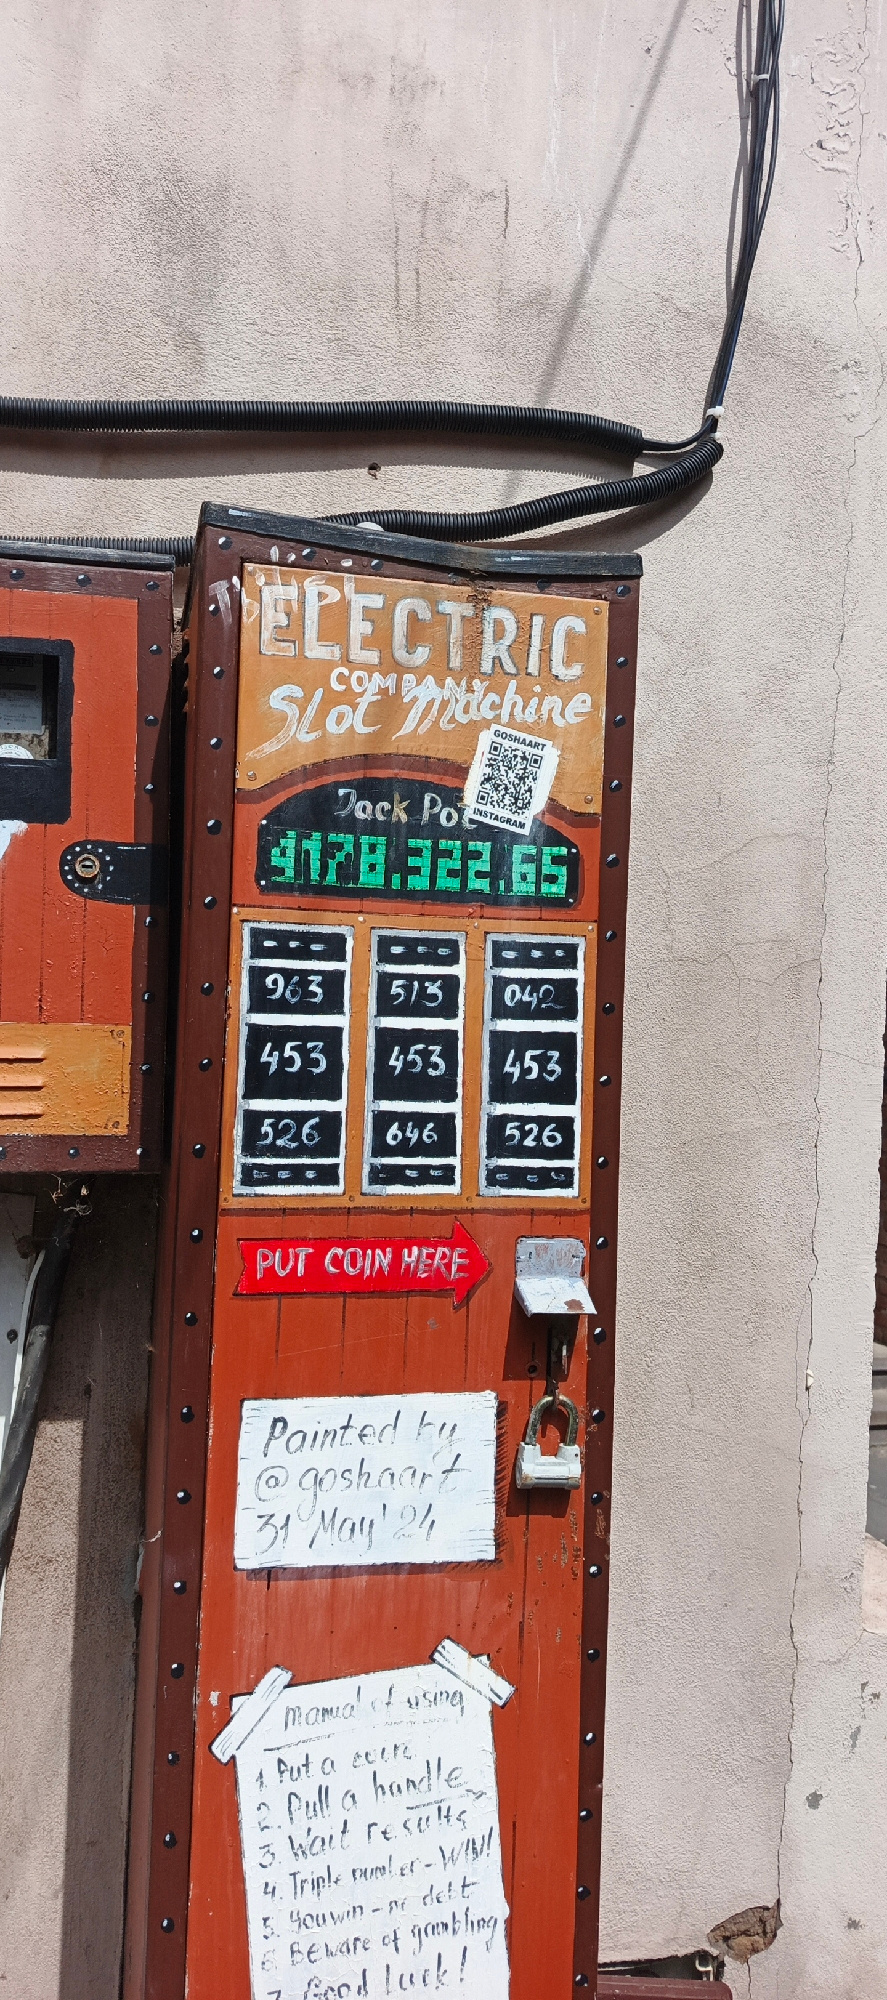 ELECTRIC
COMPANY
Slot Machine
GOSHAART
INSTAGRAM
Jack Pot
$178.322.65
--- --- ---
963 513 042
453 453 453
526 646 526
--- --- ---
PUT COIN HERE
Painted by
@goshaart
31 May'24
manual of using
1. Put a coin
2. Pull a handle
3. Wait results
4. Triple number - WIN!
5. You win - no debt
6. Beware of gambling
7. Good Luck!